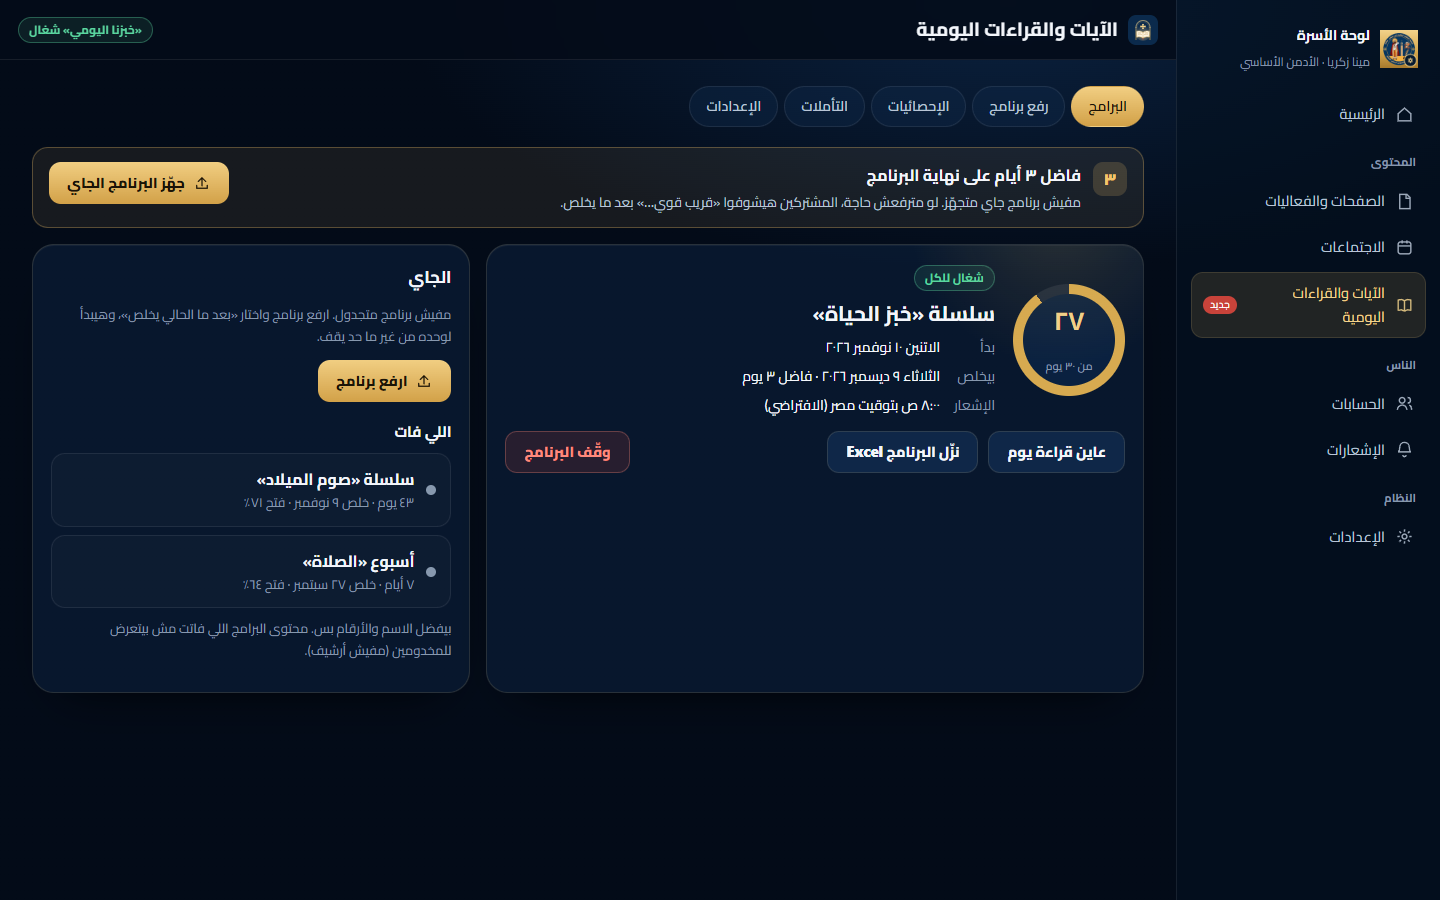 لوحة الأسرة
مينا زكريا · الأدمن الأساسي
الرئيسية
المحتوى
الصفحات والفعاليات
الاجتماعات
الآيات والقراءات
اليومية
جديد
الناس
الحسابات
الإشعارات
النظام
الإعدادات
الآيات والقراءات اليومية
«خبزنا اليومي» شغال
البرامج
رفع برنامج
الإحصائيات
التأملات
الإعدادات
٣
فاضل ٣ أيام على نهاية البرنامج
مفيش برنامج جاي متجهّز. لو مترفعش حاجة، المشتركين هيشوفوا «قريب قوي...» بعد ما يخلص.
جهّز البرنامج الجاي
٢٧
من ٣٠ يوم
شغال للكل
سلسلة «خبز الحياة»
بدأ الاتنين ١٠ نوفمبر ٢٠٢٦
بيخلص الثلاثاء ٩ ديسمبر ٢٠٢٦ · فاضل ٣ يوم
الإشعار ٨:٠٠ ص بتوقيت مصر (الافتراضي)
عاين قراءة يوم
نزّل البرنامج Excel
وقّف البرنامج
الجاي
مفيش برنامج متجدول. ارفع برنامج واختار «بعد ما الحالي يخلص»، وهيبدأ
لوحده من غير ما حد يقف.
ارفع برنامج
اللي فات
سلسلة «صوم الميلاد»
٤٣ يوم · خلص ٩ نوفمبر · فتح ٧١٪
أسبوع «الصلاة»
٧ أيام · خلص ٢٧ سبتمبر · فتح ٦٤٪
بيفضل الاسم والأرقام بس. محتوى البرامج اللي فاتت مش بيتعرض
للمخدومين (مفيش أرشيف).